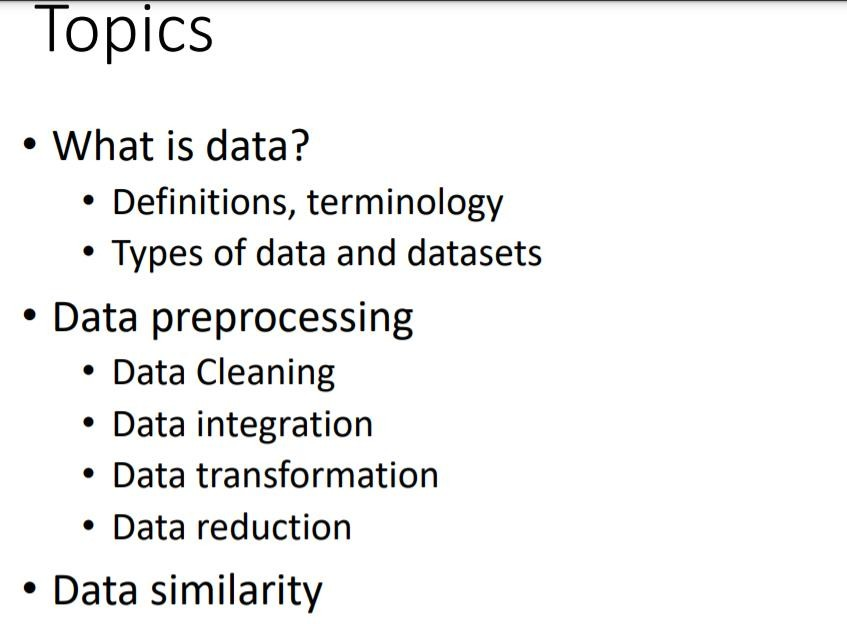 Topics
• What is data?
• Definitions, terminology
• Types of data and datasets
• Data preprocessing
• Data Cleaning
• Data integration
• Data transformation
• Data reduction
• Data similarity